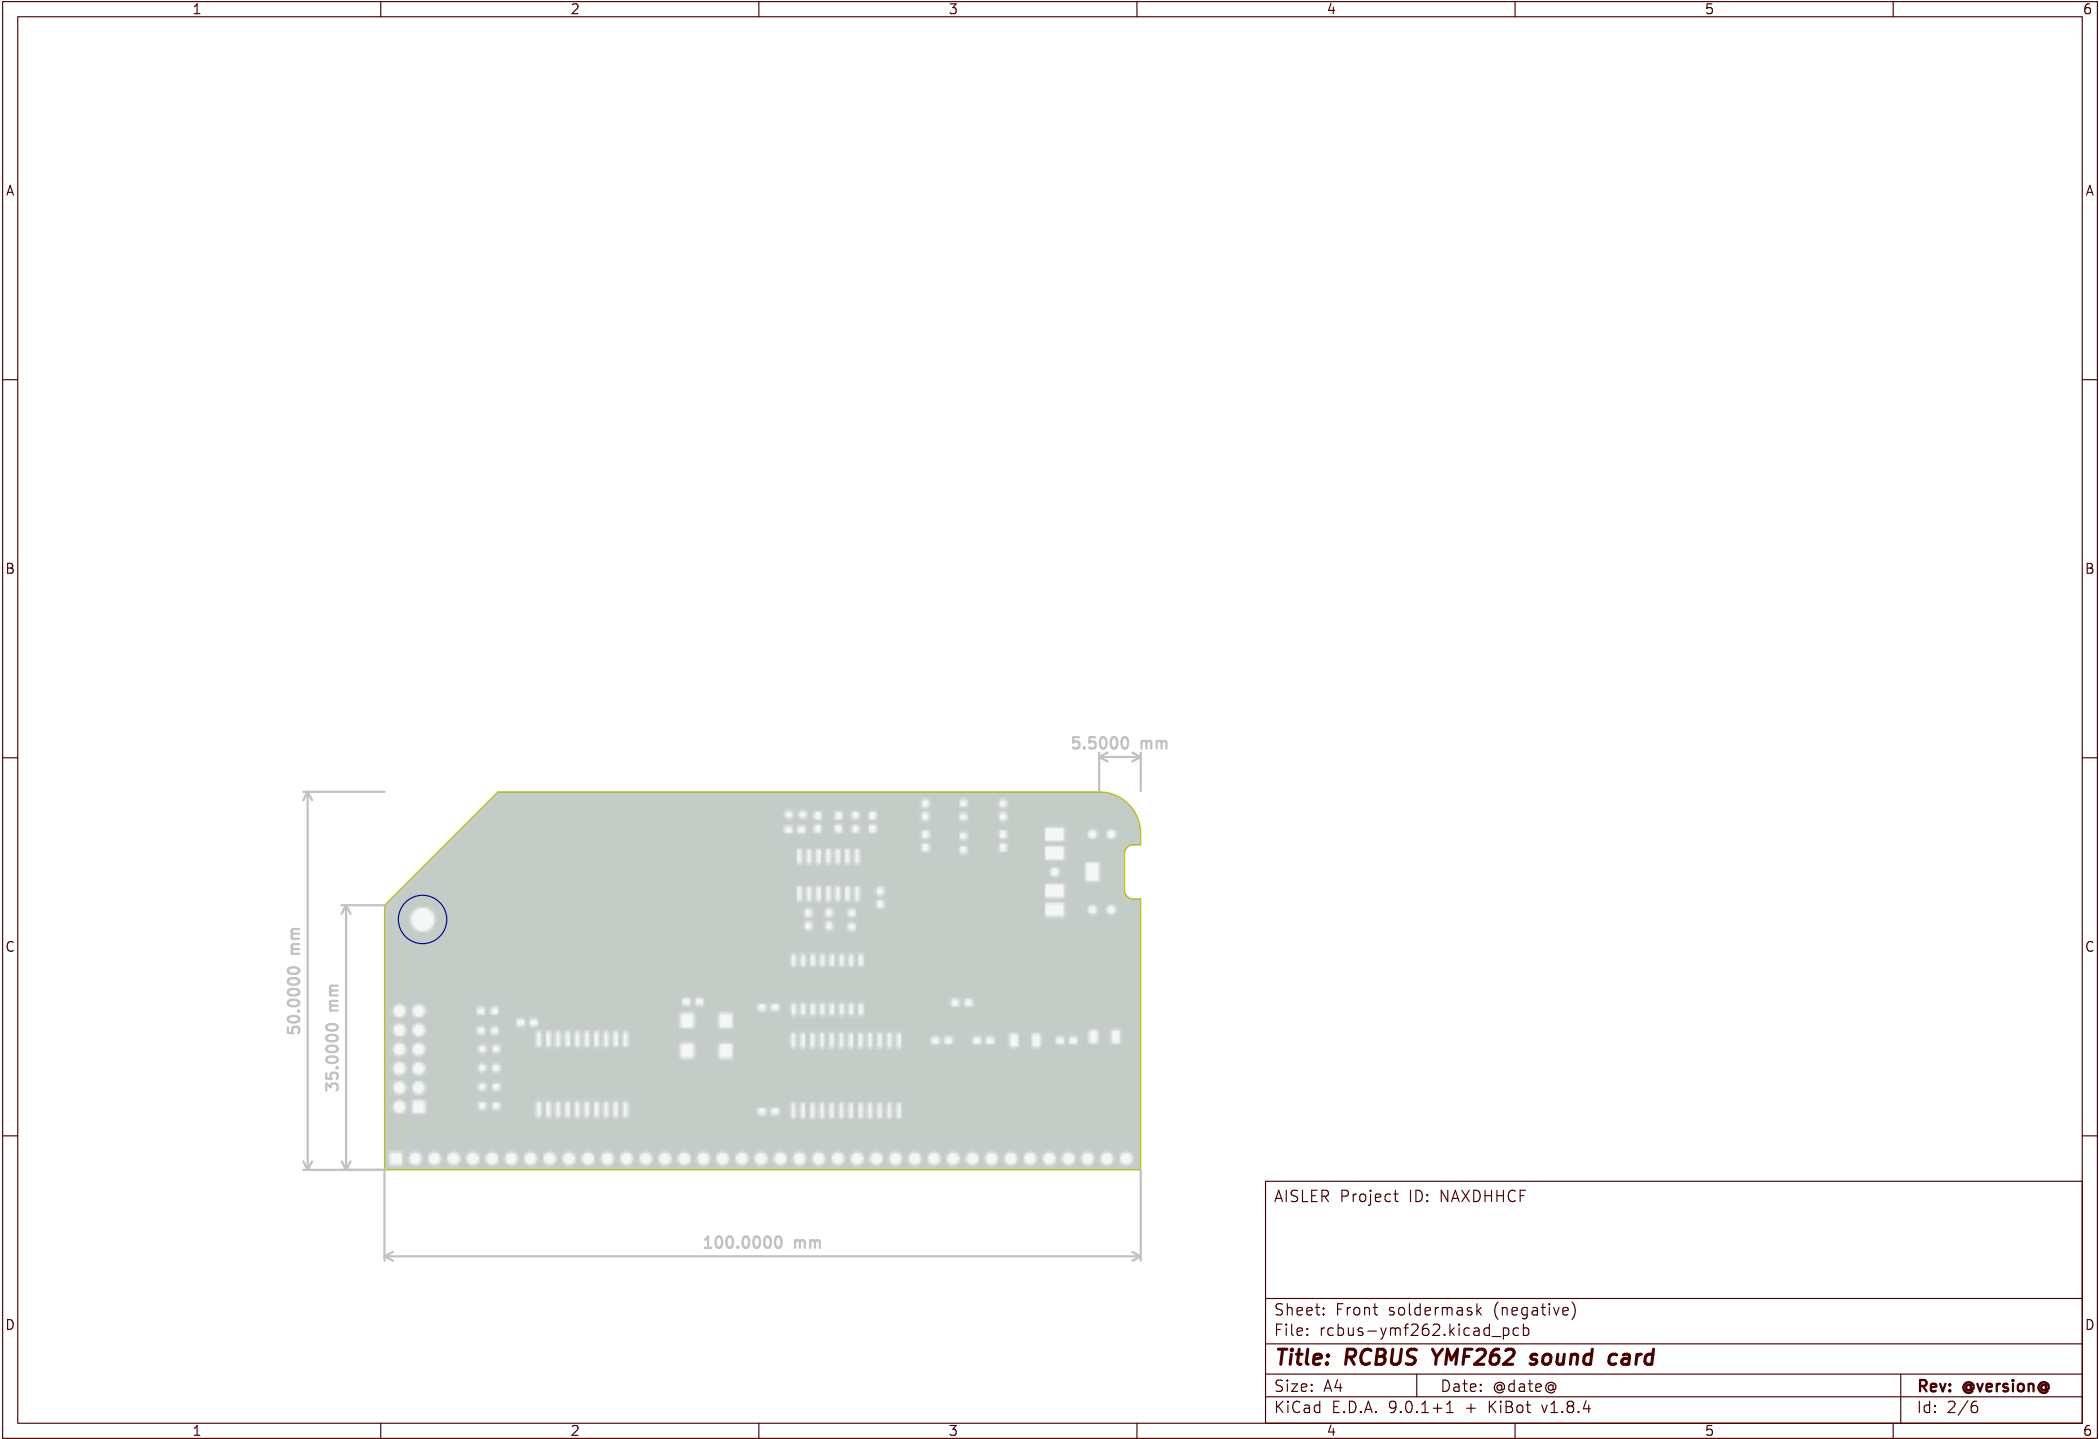 1 2 3 4 5 6
A A
B B
5.5000 mm
50.0000 mm
35.0000 mm
C C
100.0000 mm
AISLER Project ID: NAXDHHCF
Sheet: Front soldermask (negative)
File: rcbus-ymf262.kicad_pcb
D D
Title: RCBUS YMF262 sound card
Size: A4 Date: @date@ Rev: @version@
KiCad E.D.A. 9.0.1+1 + KiBot v1.8.4 Id: 2/6
1 2 3 4 5 6